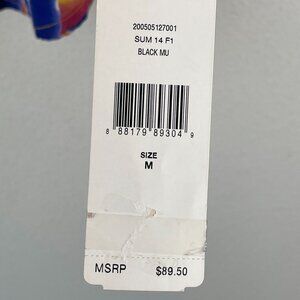 200505127001
SUM 14 F1
BLACK MU
8 88179 89304 9
SIZE
M
MSRP $89.50